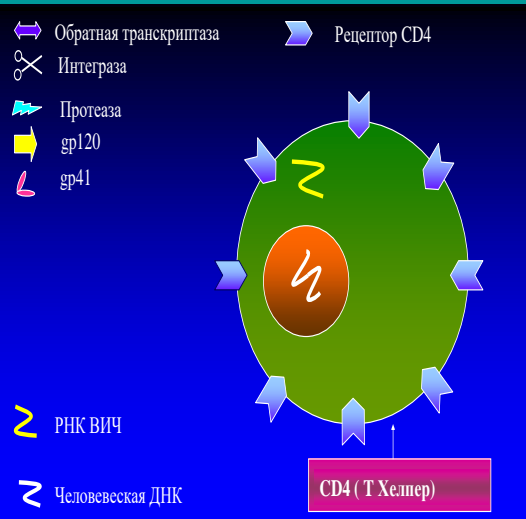 Обратная транскриптаза
Рецептор CD4
Интеграза
Протеаза
gp120
gp41
РНК ВИЧ
Человевеская ДНК
CD4 ( Т Хелпер)